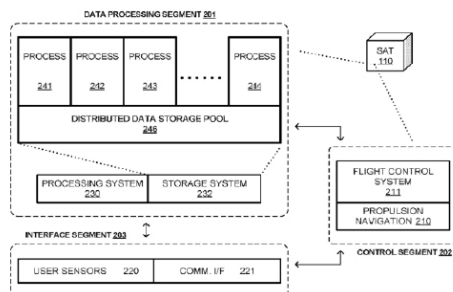 DATA PROCESSING SEGMENT 201
PROCESS PROCESS PROCESS PROCESS
241 242 243 244
DISTRIBUTED DATA STORAGE POOL
246
SAT
110
PROCESSING SYSTEM
230
STORAGE SYSTEM
232
FLIGHT CONTROL
SYSTEM
211
PROPULSION
NAVIGATION 210
CONTROL SEGMENT 202
INTERFACE SEGMENT 203
USER SENSORS 220
COMM. I/F 221